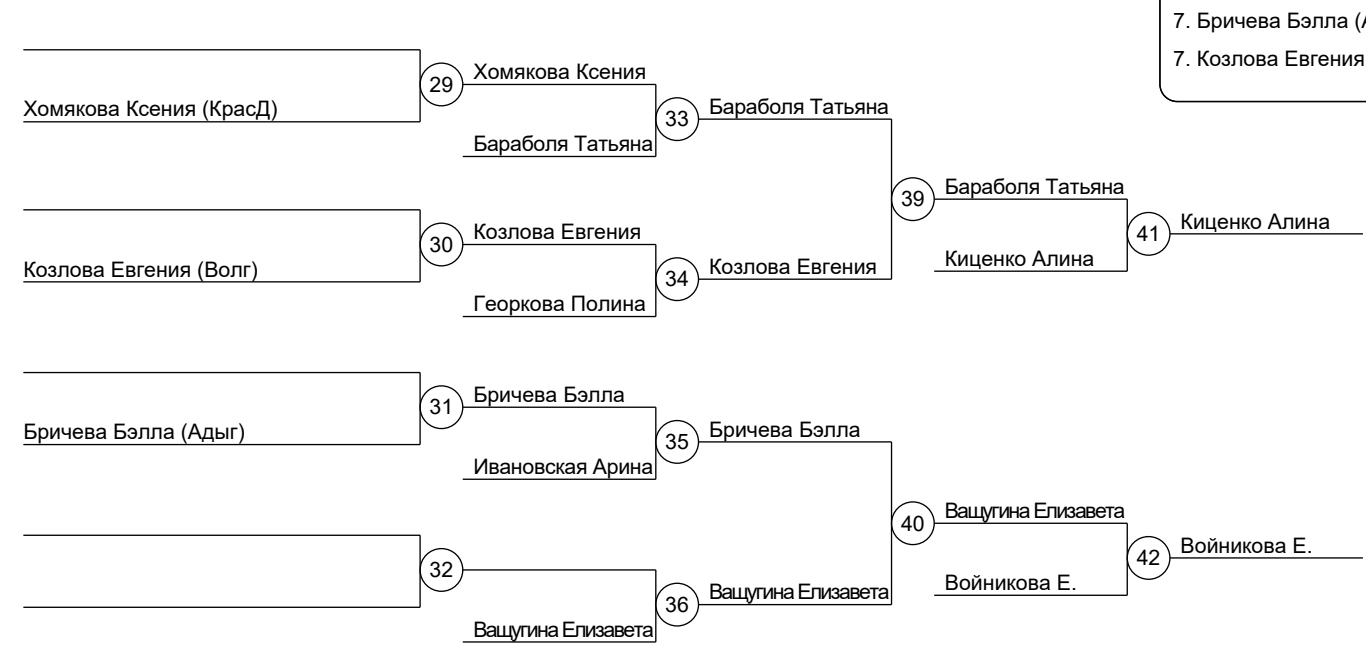 7. Бричева Бэлла (А
7. Козлова Евгения
Хомякова Ксения (КрасД)
29
Хомякова Ксения
Бараболя Татьяна
33
Бараболя Татьяна
Козлова Евгения (Волг)
30
Козлова Евгения
Георкова Полина
34
Козлова Евгения
39
Бараболя Татьяна
Киценко Алина
41
Киценко Алина
Бричева Бэлла (Адыг)
31
Бричева Бэлла
Ивановская Арина
35
Бричева Бэлла
32
Ващугина Елизавета
36
Ващугина Елизавета
40
Ващугина Елизавета
Войникова Е.
42
Войникова Е.